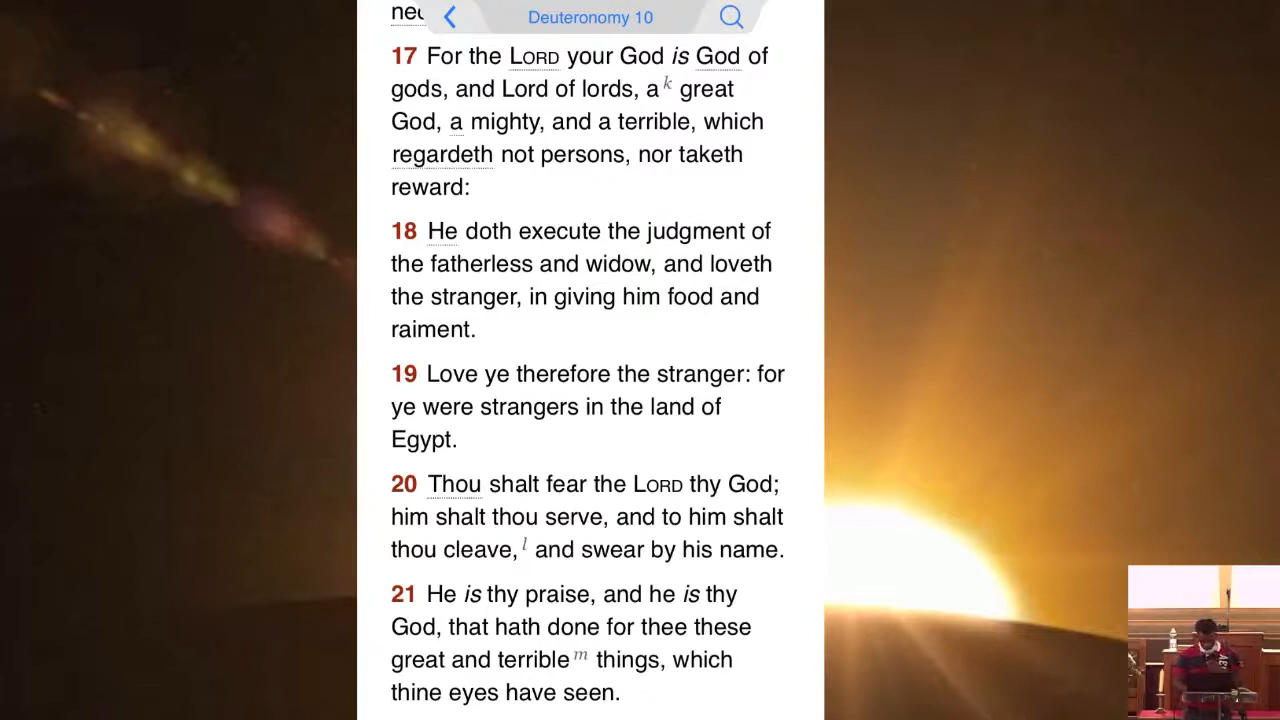 Deuteronomy 10
17 For the LORD your God is God of
gods, and Lord of lords, a k great
God, a mighty, and a terrible, which
regardeth not persons, nor taketh
reward:
18 He doth execute the judgment of
the fatherless and widow, and loveth
the stranger, in giving him food and
raiment.
19 Love ye therefore the stranger: for
ye were strangers in the land of
Egypt.
20 Thou shalt fear the LORD thy God;
him shalt thou serve, and to him shalt
thou cleave, l and swear by his name.
21 He is thy praise, and he is thy
God, that hath done for thee these
great and terrible m things, which
thine eyes have seen.